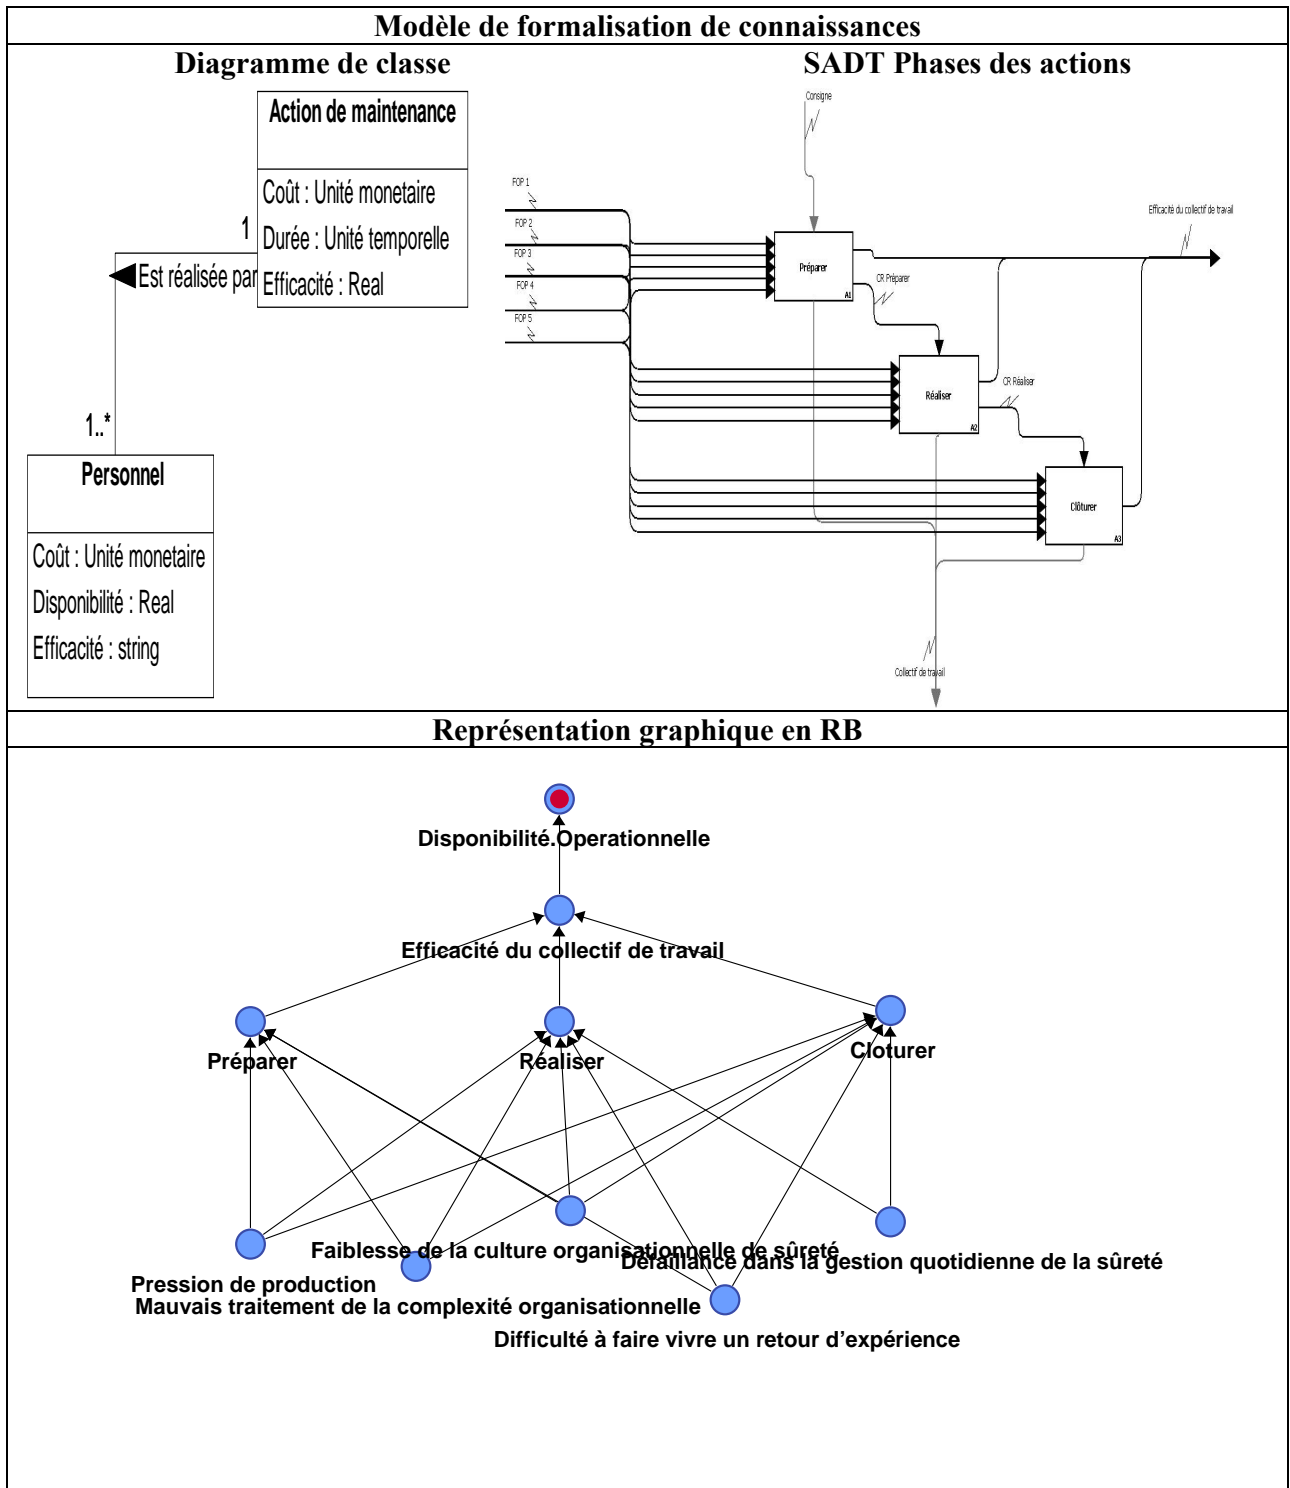 Modèle de formalisation de connaissances
Diagramme de classe
SADT Phases des actions
Action de maintenance
Coût : Unité monetaire
Durée : Unité temporelle
Efficacité : Real
1
Est réalisée par
1..*
Personnel
Coût : Unité monetaire
Disponibilité : Real
Efficacité : string
Consigne
FOP 1
FOP 2
FOP 3
FOP 4
FOP 5
Efficacité du collectif de travail
Préparer
A1
CR Préparer
Réaliser
A2
CR Réaliser
Clôturer
A3
Collectif de travail
Représentation graphique en RB
Disponibilité.Operationnelle
Efficacité du collectif de travail
Préparer
Réaliser
Cloturer
Faiblesse de la culture organisationnelle de sûreté
Défaillance dans la gestion quotidienne de la sûreté
Pression de production
Mauvais traitement de la complexité organisationnelle
Difficulté à faire vivre un retour d’expérience